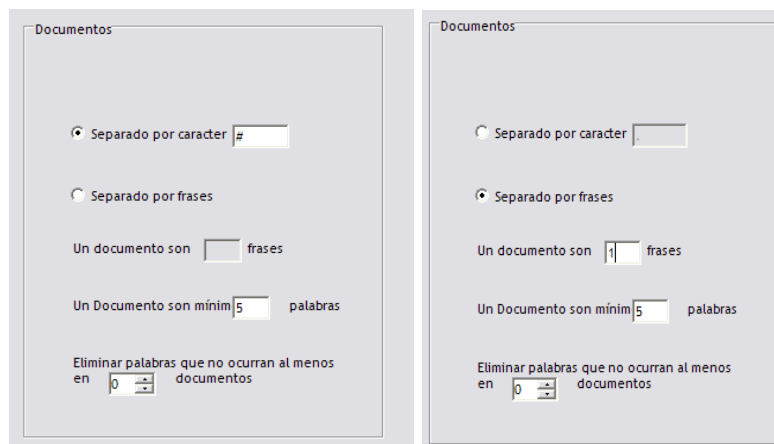 Documentos
Separado por caracter #
Separado por frases
Un documento son frases
Un Documento son mínim 5 palabras
Eliminar palabras que no ocurran al menos
en 0 documentos
Documentos
Separado por caracter .
Separado por frases
Un documento son 1 frases
Un Documento son mínim 5 palabras
Eliminar palabras que no ocurran al menos
en 0 documentos